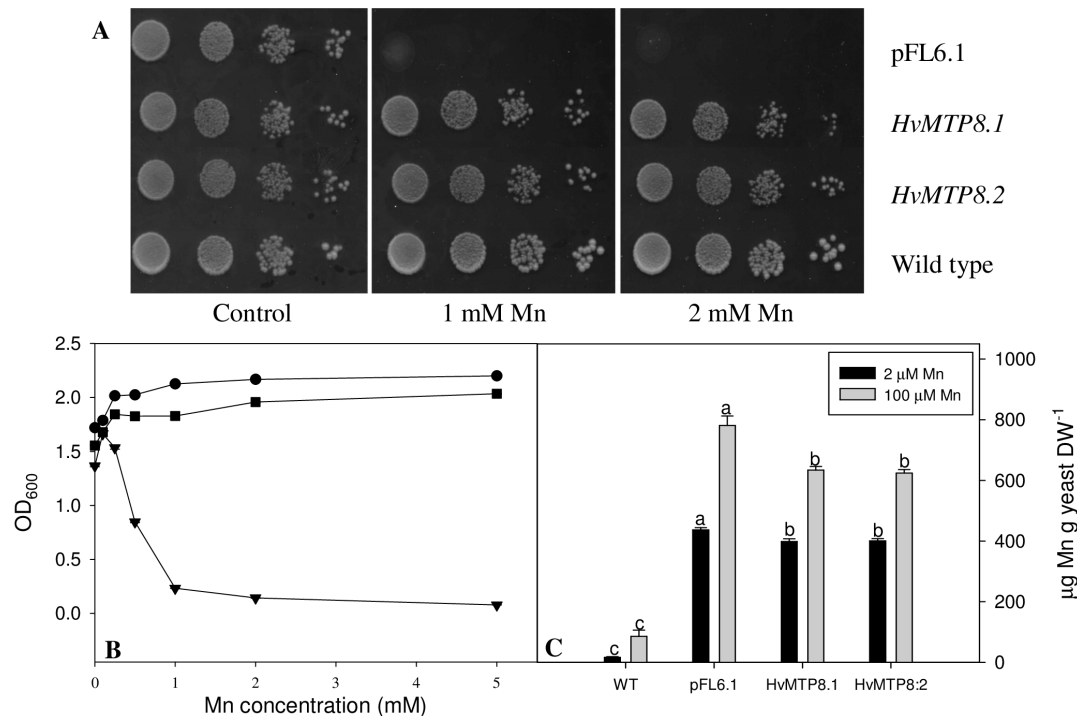 A
pFL6.1
HvMTP8.1
HvMTP8.2
Wild type
Control
1 mM Mn
2 mM Mn
2.5
2.0
1.5
1.0
0.5
0.0
OD600
B
0
1
2
3
4
5
Mn concentration (mM)
2 μM Mn
100 μM Mn
c
c
a
a
b
b
b
b
C
WT
pFL6.1
HvMTP8.1
HvMTP8:2
1000
800
600
400
200
0
μg Mn g yeast DW-1